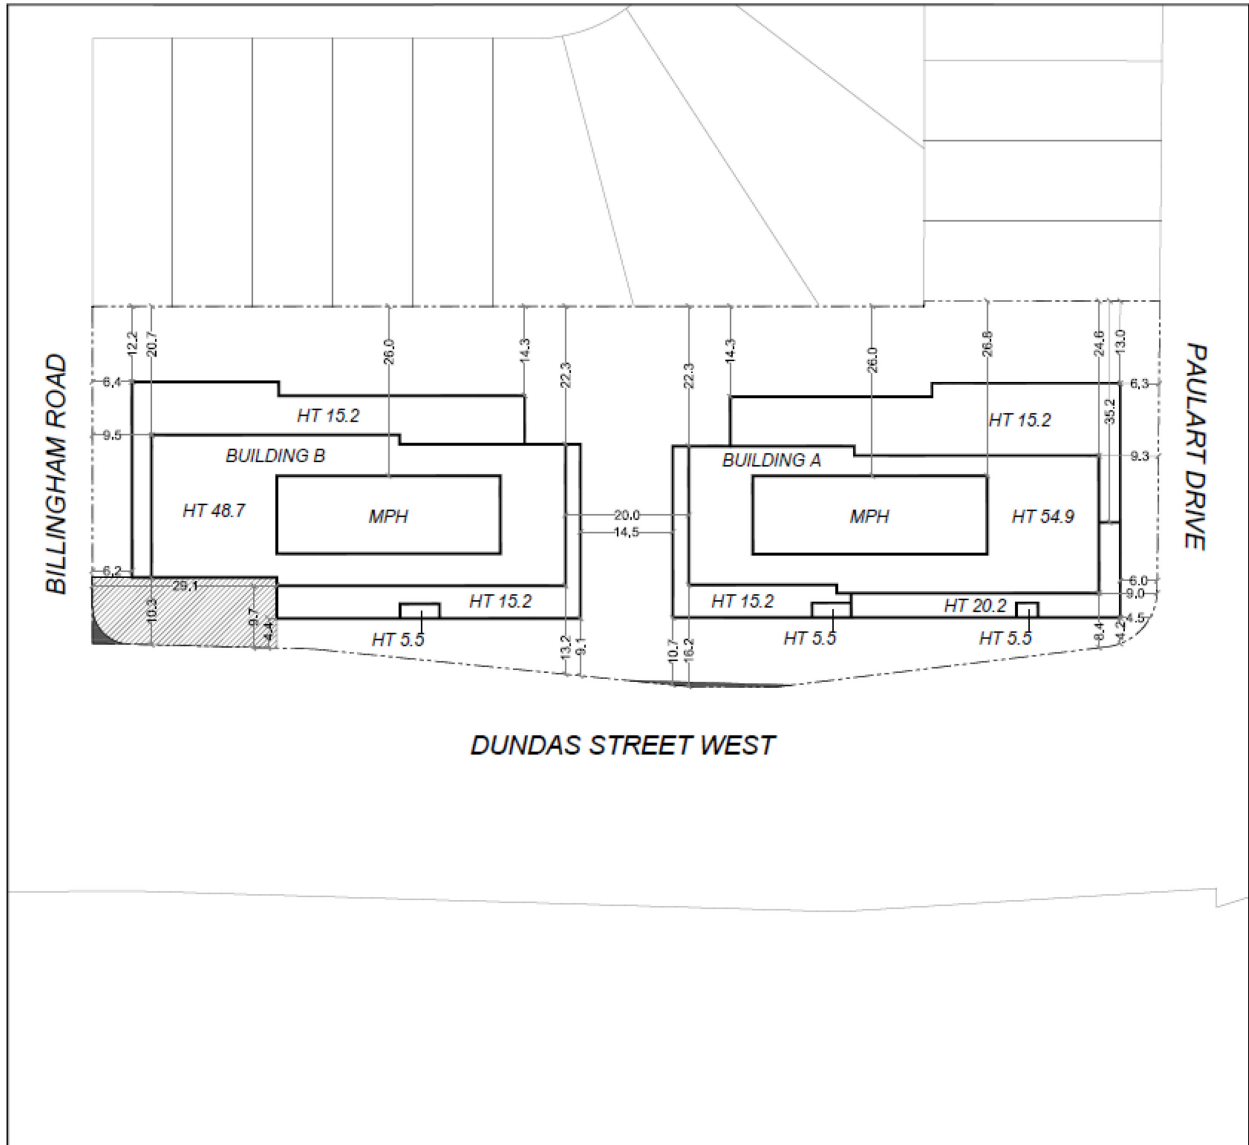 12.2
20.7
26.0
14.3
22.3
22.3
14.3
26.0
26.8
24.6
13.0
BILLINGHAM ROAD
PAULART DRIVE
6.4
6.3
35.2
HT 15.2
HT 15.2
9.5
9.3
BUILDING B
BUILDING A
HT 48.7
MPH
20.0
14.5
MPH
HT 54.9
6.2
29.1
6.0
9.0
10.3
9.7
4.4
HT 15.2
HT 15.2
HT 20.2
4.5
HT 5.5
HT 5.5
HT 5.5
13.2
9.1
10.7
16.2
8.4
4.2
DUNDAS STREET WEST